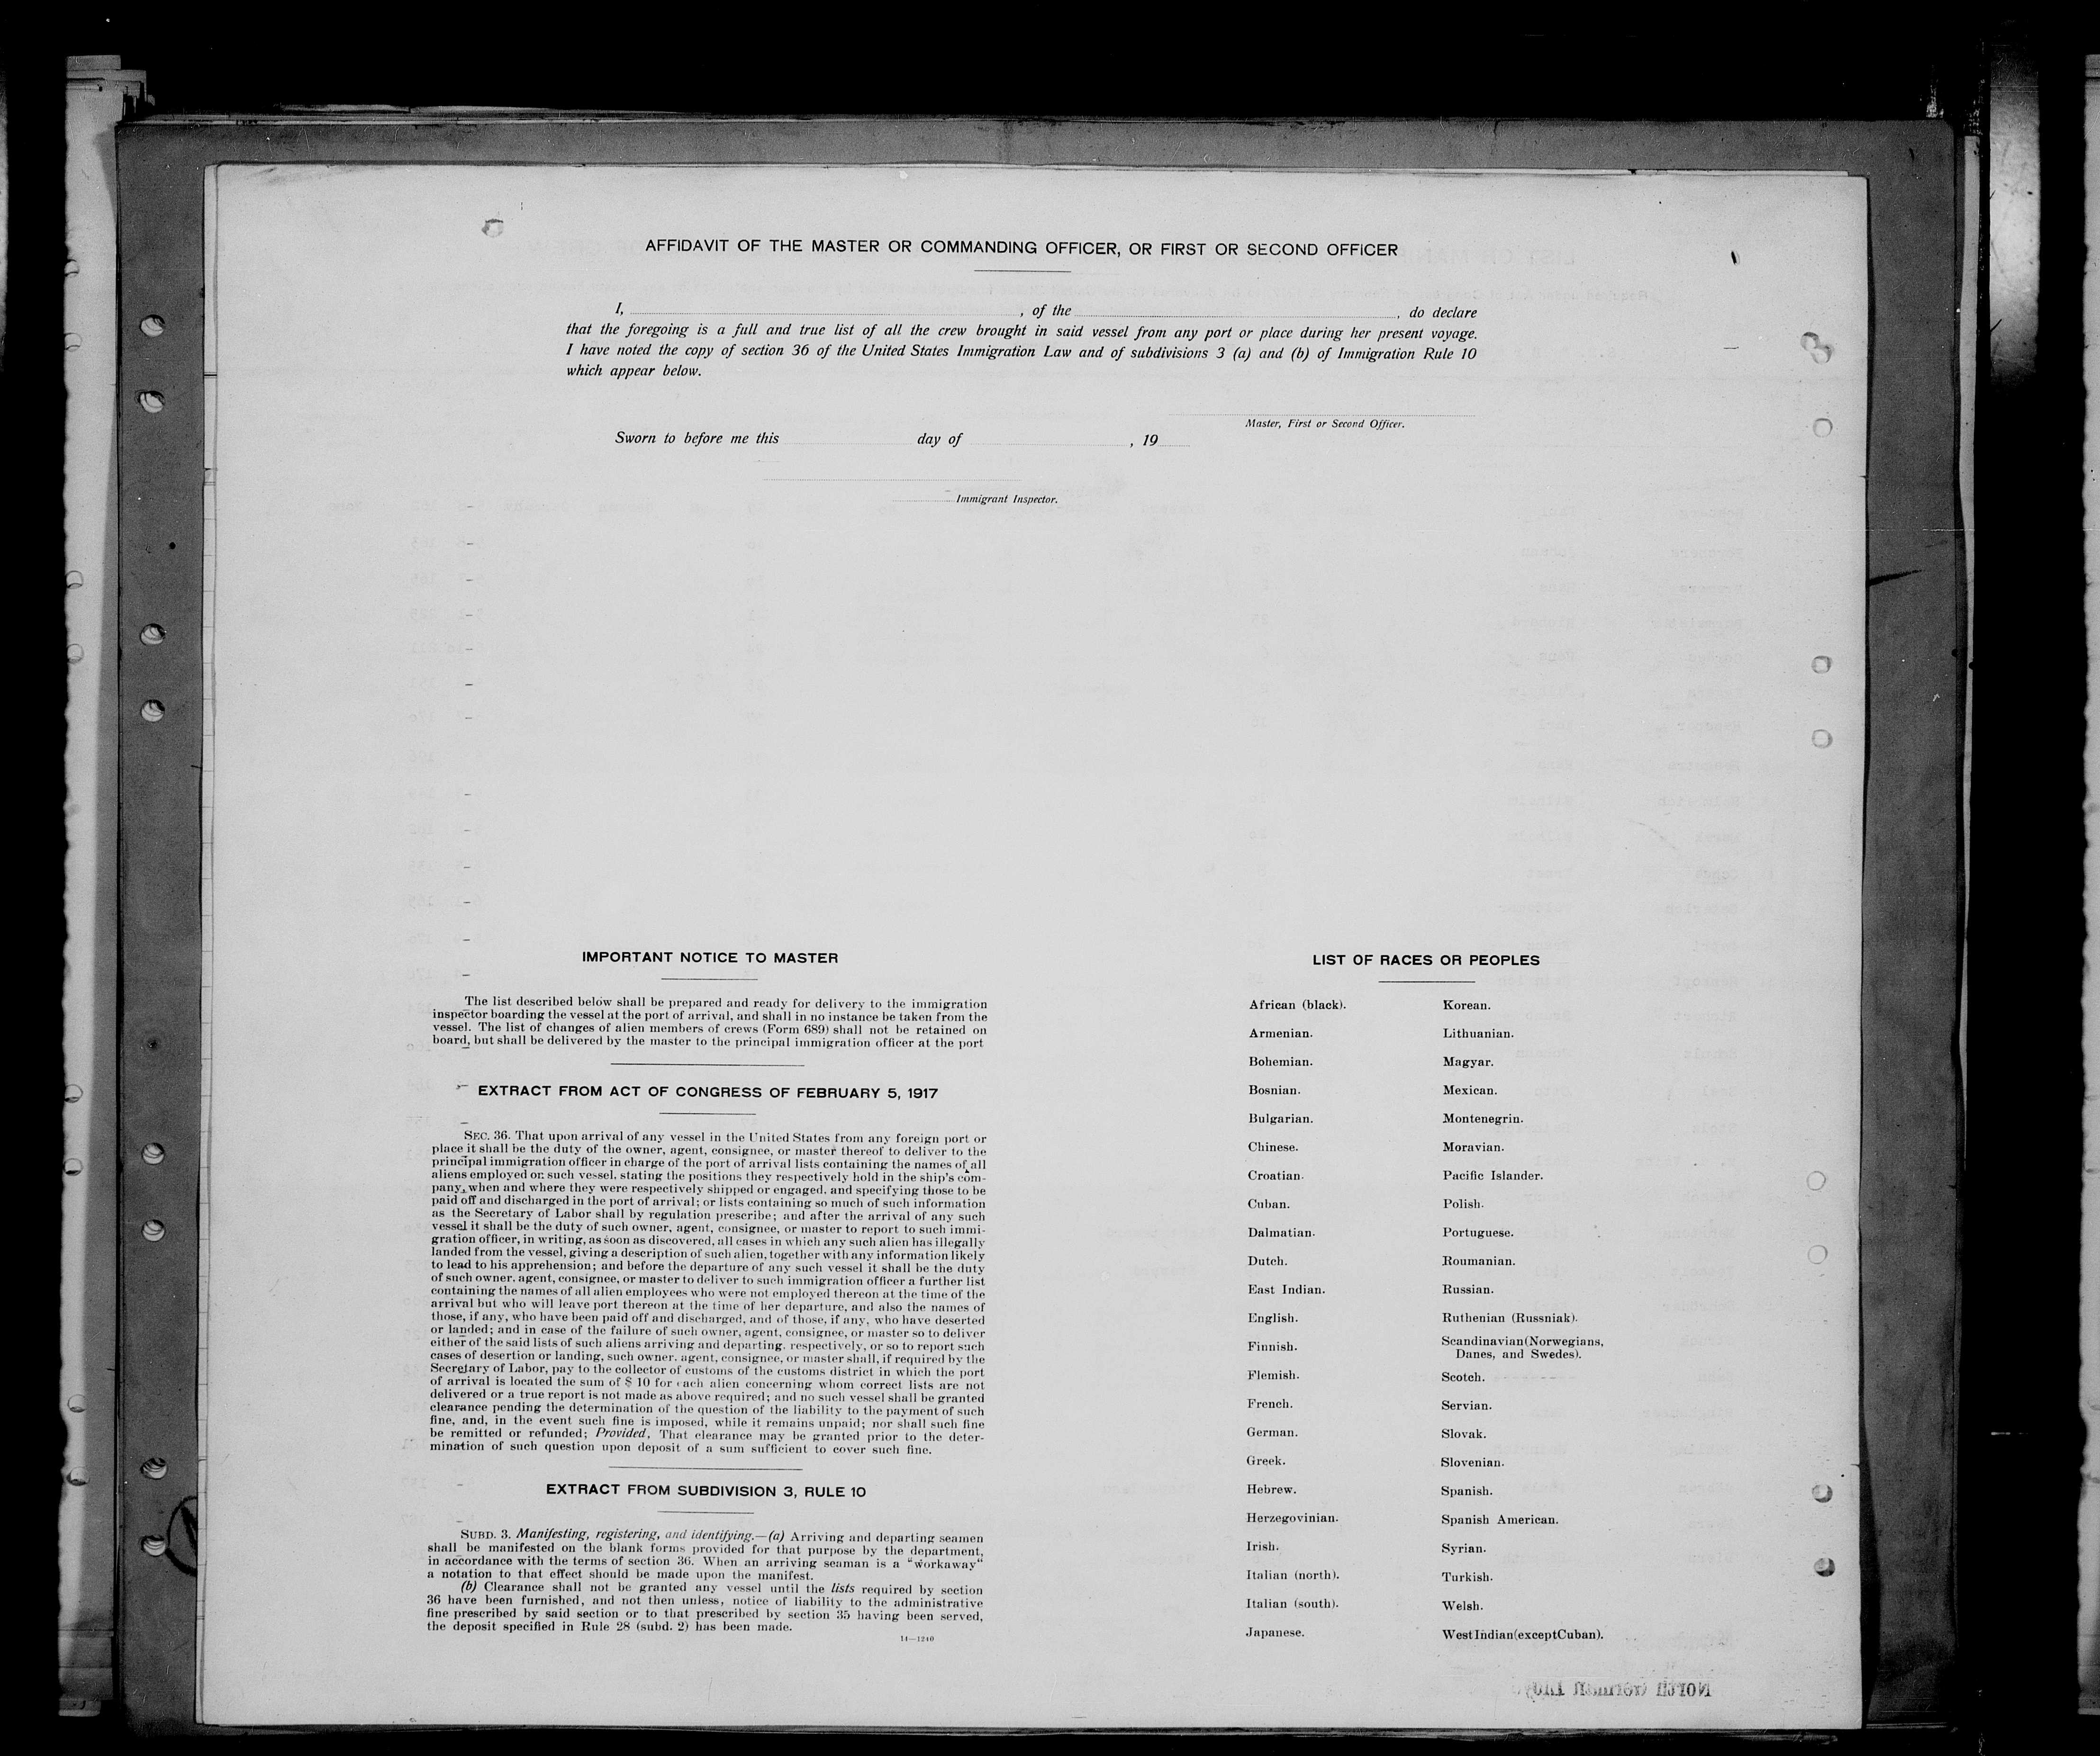 AFFIDAVIT OF THE MASTER OR COMMANDING OFFICER, OR FIRST OR SECOND OFFICER
I, , of the , do declare
that the foregoing is a full and true list of all the crew brought in said vessel from any port or place during her present voyage.
I have noted the copy of section 36 of the United States Immigration Law and of subdivisions 3 (a) and (b) of Immigration Rule 10
which appear below.
Master, First or Second Officer.
Sworn to before me this day of , 19
Immigrant Inspector.
IMPORTANT NOTICE TO MASTER
The list described below shall be prepared and ready for delivery to the immigration
inspector boarding the vessel at the port of arrival, and shall in no instance be taken from the
vessel. The list of changes of alien members of crews (Form 689) shall not be retained on
board, but shall be delivered by the master to the principal immigration officer at the port
EXTRACT FROM ACT OF CONGRESS OF FEBRUARY 5, 1917
SEC. 36. That upon arrival of any vessel in the United States from any foreign port or
place it shall be the duty of the owner, agent, consignee, or master thereof to deliver to the
principal immigration officer in charge of the port of arrival lists containing the names of all
aliens employed on such vessel, stating the positions they respectively hold in the ship's com-
pany, when and where they were respectively shipped or engaged, and specifying those to be
paid off and discharged in the port of arrival; or lists containing so much of such information
as the Secretary of Labor shall by regulation prescribe; and after the arrival of any such
vessel it shall be the duty of such owner, agent, consignee, or master to report to such immi-
gration officer, in writing, as soon as discovered, all cases in which any such alien has illegally
landed from the vessel, giving a description of such alien, together with any information likely
to lead to his apprehension; and before the departure of any such vessel it shall be the duty
of such owner, agent, consignee, or master to deliver to such immigration officer a further list
containing the names of all alien employees who were not employed thereon at the time of the
arrival but who will leave port thereon at the time of her departure, and also the names of
those, if any, who have been paid off and discharged, and of those, if any, who have deserted
or landed; and in case of the failure of such owner, agent, consignee, or master so to deliver
either of the said lists of such aliens arriving and departing, respectively, or so to report such
cases of desertion or landing, such owner, agent, consignee, or master shall, if required by the
Secretary of Labor, pay to the collector of customs of the customs district in which the port
of arrival is located the sum of $ 10 for each alien concerning whom correct lists are not
delivered or a true report is not made as above required; and no such vessel shall be granted
clearance pending the determination of the question of the liability to the payment of such
fine, and, in the event such fine is imposed, while it remains unpaid; nor shall such fine
be remitted or refunded; Provided, That clearance may be granted prior to the deter-
mination of such question upon deposit of a sum sufficient to cover such fine.
EXTRACT FROM SUBDIVISION 3, RULE 10
SUBD. 3. Manifesting, registering, and identifying.—(a) Arriving and departing seamen
shall be manifested on the blank forms provided for that purpose by the department,
in accordance with the terms of section 36. When an arriving seaman is a "workaway"
a notation to that effect should be made upon the manifest.
(b) Clearance shall not be granted any vessel until the lists required by section
36 have been furnished, and not then unless, notice of liability to the administrative
fine prescribed by said section or to that prescribed by section 35 having been served,
the deposit specified in Rule 28 (subd. 2) has been made.
14—1240
LIST OF RACES OR PEOPLES
African (black).
Armenian.
Bohemian.
Bosnian.
Bulgarian.
Chinese.
Croatian.
Cuban.
Dalmatian.
Dutch.
East Indian.
English.
Finnish.
Flemish.
French.
German.
Greek.
Hebrew.
Herzegovinian.
Irish.
Italian (north).
Italian (south).
Japanese.
Korean.
Lithuanian.
Magyar.
Mexican.
Montenegrin.
Moravian.
Pacific Islander.
Polish.
Portuguese.
Roumanian.
Russian.
Ruthenian (Russniak).
Scandinavian (Norwegians,
Danes, and Swedes).
Scotch.
Servian.
Slovak.
Slovenian.
Spanish.
Spanish American.
Syrian.
Turkish.
Welsh.
West Indian (except Cuban).
North German Lloyd